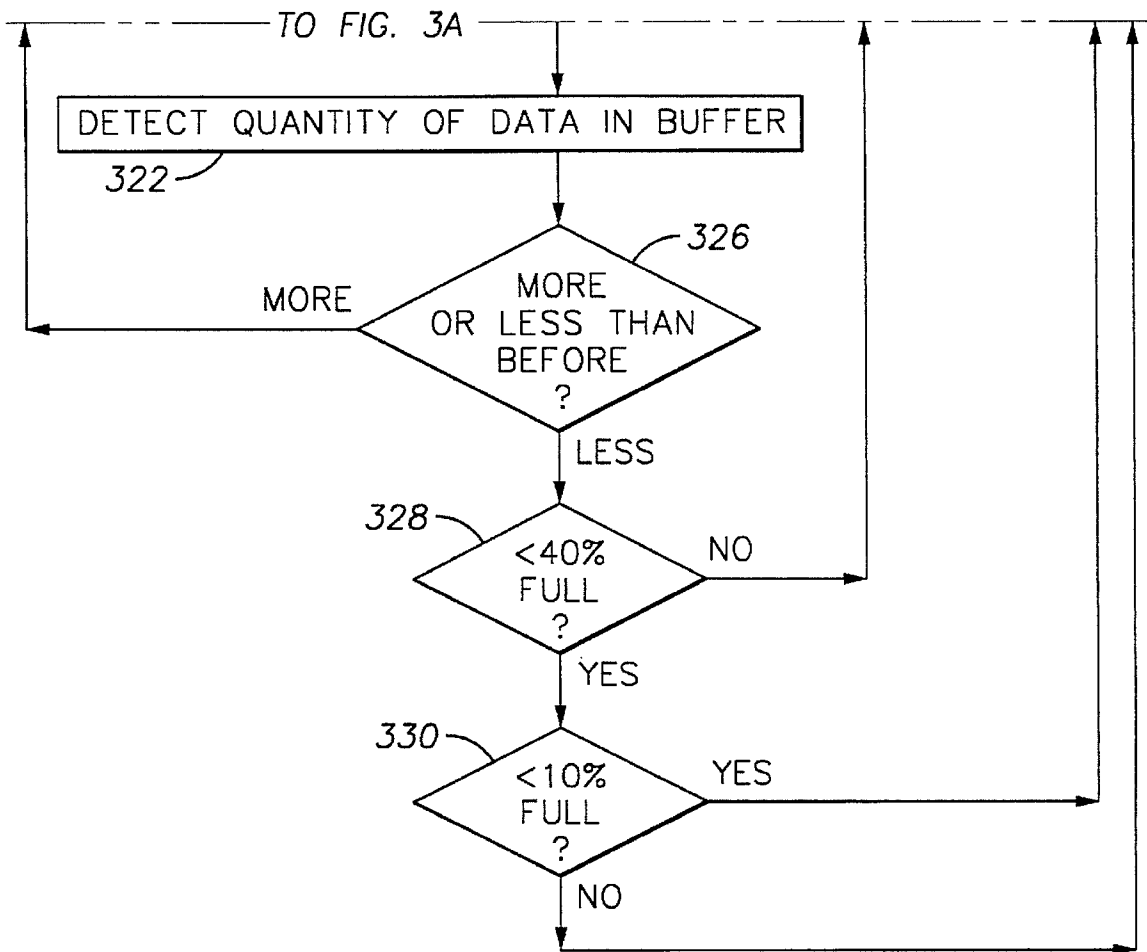 TO FIG. 3A
DETECT QUANTITY OF DATA IN BUFFER
322
326
MORE
MORE
OR LESS THAN
BEFORE
?
LESS
328
<40%
FULL
?
NO
YES
330
<10%
FULL
?
YES
NO